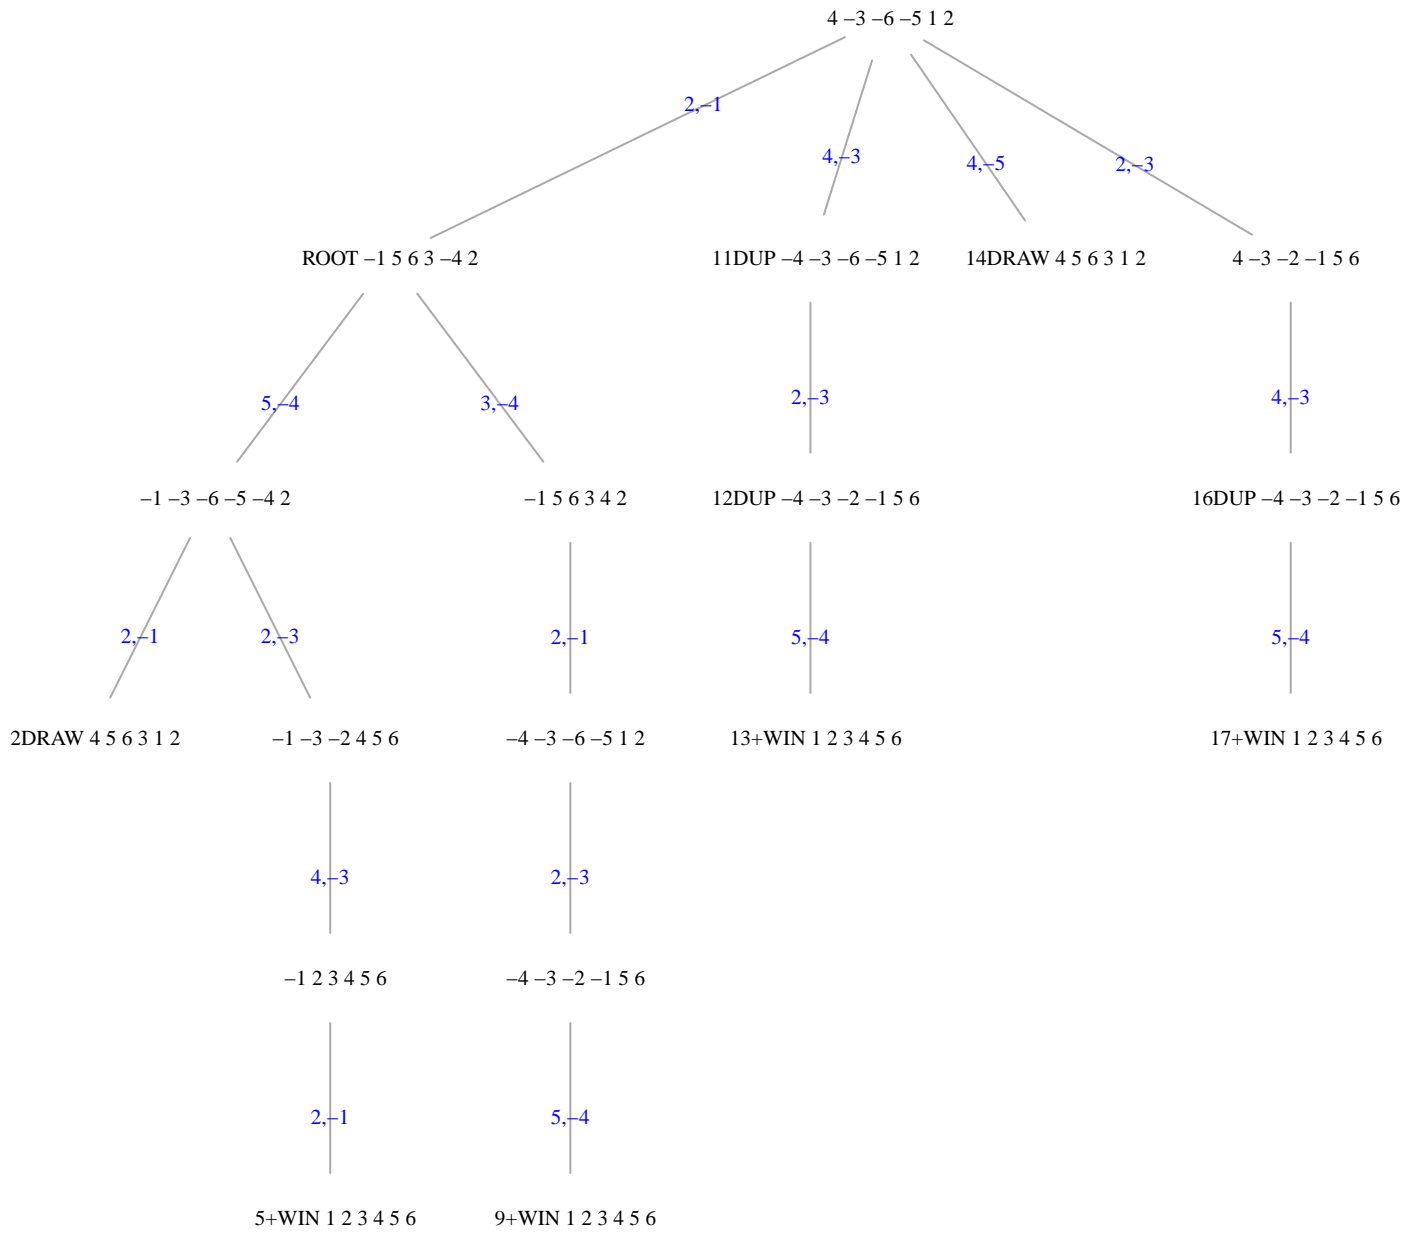 4 –3 –6 –5 1 2
2,–1
4,–3
4,–5
2,–3
ROOT –1 5 6 3 –4 2
11DUP –4 –3 –6 –5 1 2
14DRAW 4 5 6 3 1 2
4 –3 –2 –1 5 6
5,–4
3,–4
2,–3
4,–3
–1 –3 –6 –5 –4 2
–1 5 6 3 4 2
12DUP –4 –3 –2 –1 5 6
16DUP –4 –3 –2 –1 5 6
2,–1
2,–3
2,–1
5,–4
5,–4
2DRAW 4 5 6 3 1 2
–1 –3 –2 4 5 6
–4 –3 –6 –5 1 2
13+WIN 1 2 3 4 5 6
17+WIN 1 2 3 4 5 6
4,–3
2,–3
–1 2 3 4 5 6
–4 –3 –2 –1 5 6
2,–1
5,–4
5+WIN 1 2 3 4 5 6
9+WIN 1 2 3 4 5 6